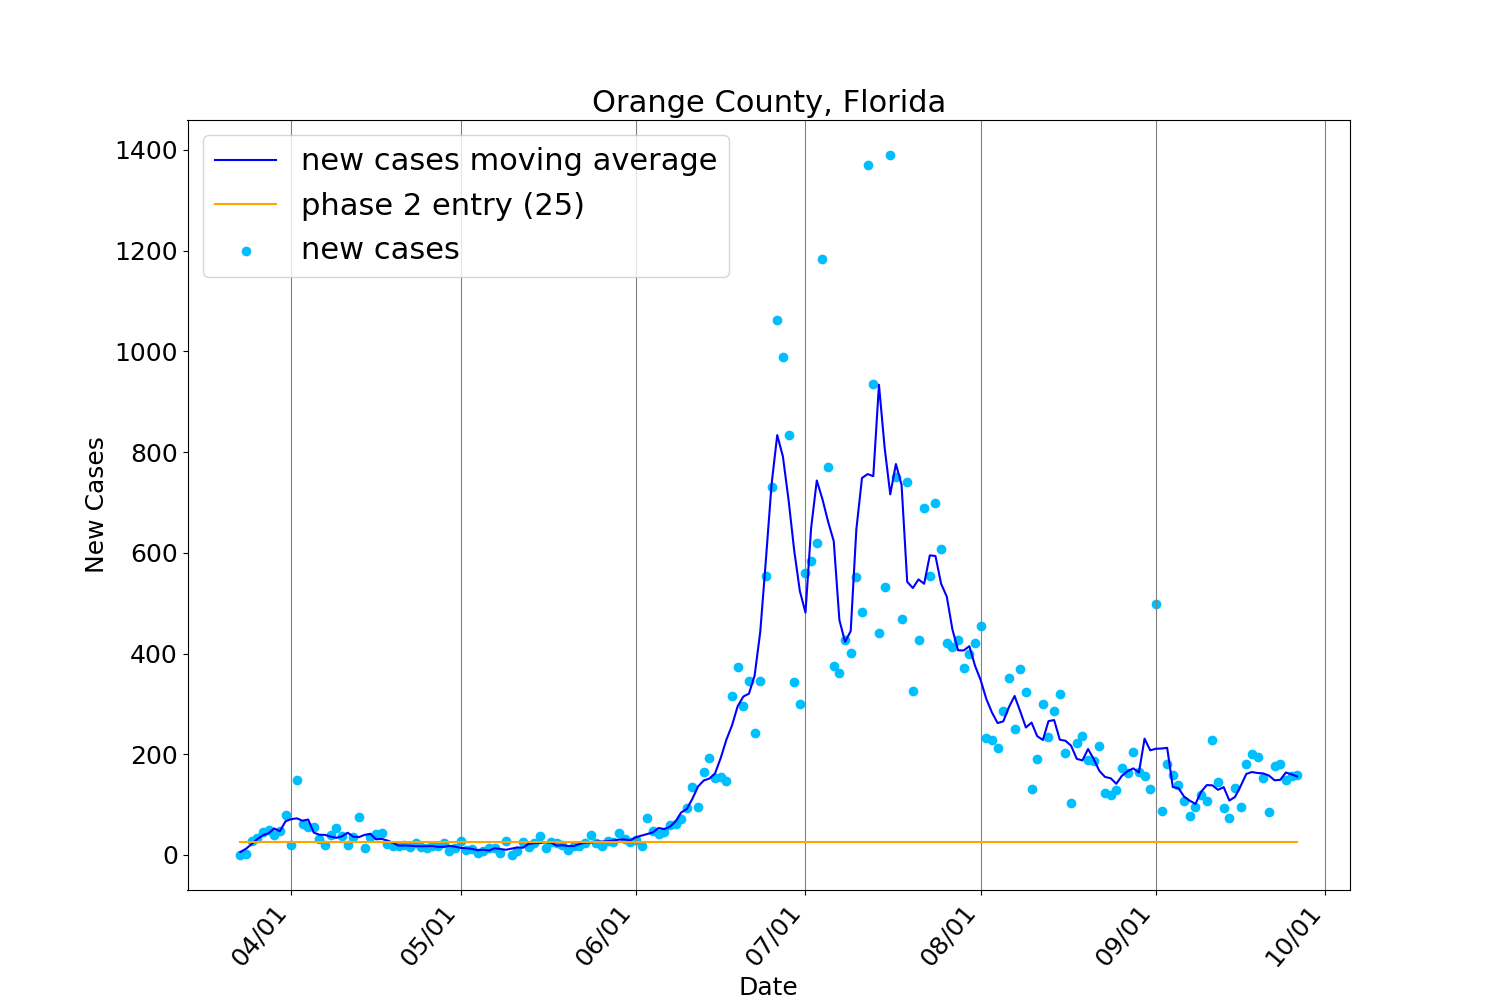 Orange County, Florida
new cases moving average
phase 2 entry (25)
new cases
New Cases
1400
1200
1000
800
600
400
200
0
04/01
05/01
06/01
07/01
08/01
09/01
10/01
Date